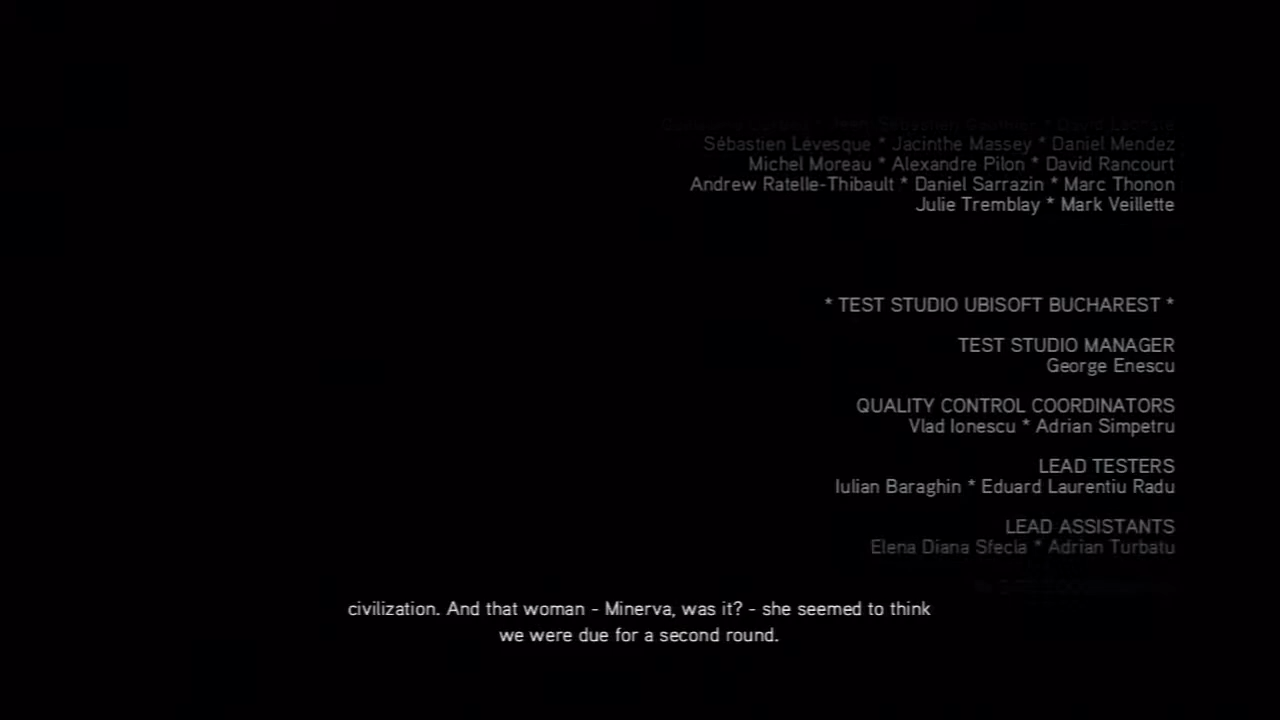 Sébastien Lévesque * Jacinthe Massey * Daniel Mendez
Michel Moreau * Alexandre Pilon * David Rancourt
Andrew Ratelle-Thibault * Daniel Sarrazin * Marc Thonon
Julie Tremblay * Mark Veillette
* TEST STUDIO UBISOFT BUCHAREST *
TEST STUDIO MANAGER
George Enescu
QUALITY CONTROL COORDINATORS
Vlad Ionescu * Adrian Simpetru
LEAD TESTERS
Iulian Baraghin * Eduard Laurentiu Radu
LEAD ASSISTANTS
Elena Diana Sfecla * Adrian Turbatu
civilization. And that woman - Minerva, was it? - she seemed to think
we were due for a second round.